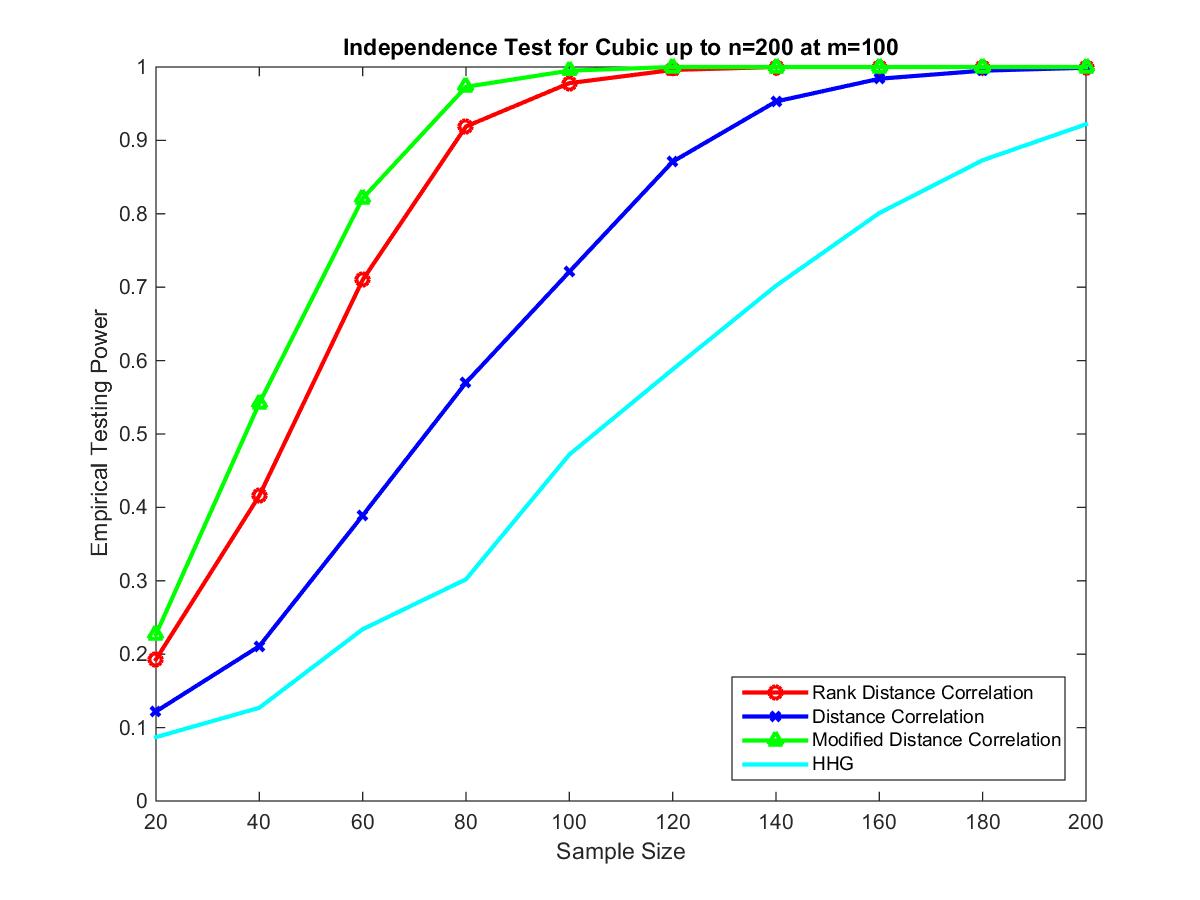 Independence Test for Cubic up to n=200 at m=100
Empirical Testing Power
1
0.9
0.8
0.7
0.6
0.5
0.4
0.3
0.2
0.1
0
20 40 60 80 100 120 140 160 180 200
Sample Size
Rank Distance Correlation
Distance Correlation
Modified Distance Correlation
HHG